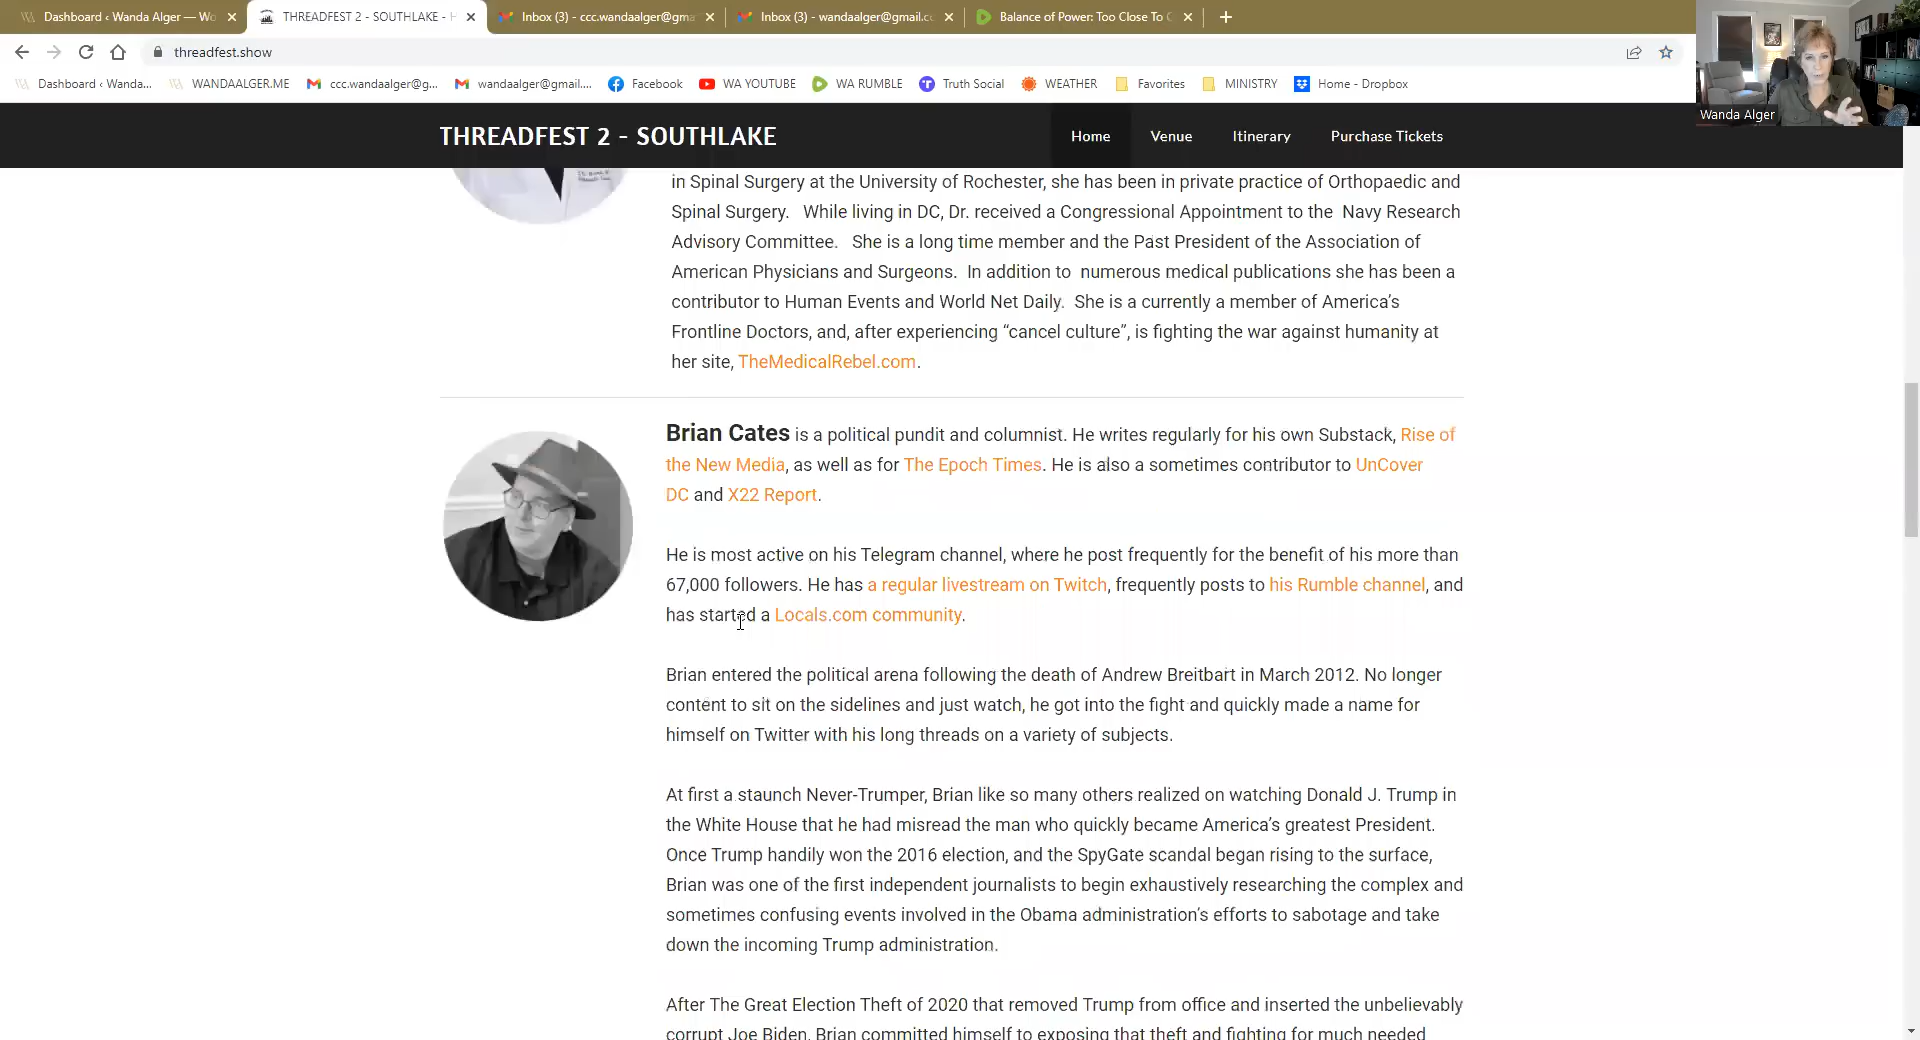 Dashboard ‹ Wanda Alger — Wo
THREADFEST 2 - SOUTHLAKE - H
Inbox (3) - ccc.wandaalger@gma
Inbox (3) - wandaalger@gmail.co
Balance of Power: Too Close To C
threadfest.show
Dashboard ‹ Wanda...
WANDAALGER.ME
ccc.wandaalger@g...
wandaalger@gmail....
Facebook
WA YOUTUBE
WA RUMBLE
Truth Social
WEATHER
Favorites
MINISTRY
Home - Dropbox
Wanda Alger
THREADFEST 2 - SOUTHLAKE
Home
Venue
Itinerary
Purchase Tickets
in Spinal Surgery at the University of Rochester, she has been in private practice of Orthopaedic and
Spinal Surgery. While living in DC, Dr. received a Congressional Appointment to the Navy Research
Advisory Committee. She is a long time member and the Past President of the Association of
American Physicians and Surgeons. In addition to numerous medical publications she has been a
contributor to Human Events and World Net Daily. She is a currently a member of America's
Frontline Doctors, and, after experiencing “cancel culture”, is fighting the war against humanity at
her site, TheMedicalRebel.com.
Brian Cates is a political pundit and columnist. He writes regularly for his own Substack, Rise of
the New Media, as well as for The Epoch Times. He is also a sometimes contributor to UnCover
DC and X22 Report.
He is most active on his Telegram channel, where he post frequently for the benefit of his more than
67,000 followers. He has a regular livestream on Twitch, frequently posts to his Rumble channel, and
has started a Locals.com community.
Brian entered the political arena following the death of Andrew Breitbart in March 2012. No longer
content to sit on the sidelines and just watch, he got into the fight and quickly made a name for
himself on Twitter with his long threads on a variety of subjects.
At first a staunch Never-Trumper, Brian like so many others realized on watching Donald J. Trump in
the White House that he had misread the man who quickly became America's greatest President.
Once Trump handily won the 2016 election, and the SpyGate scandal began rising to the surface,
Brian was one of the first independent journalists to begin exhaustively researching the complex and
sometimes confusing events involved in the Obama administration's efforts to sabotage and take
down the incoming Trump administration.
After The Great Election Theft of 2020 that removed Trump from office and inserted the unbelievably
corrupt Joe Biden, Brian committed himself to exposing that theft and fighting for much needed